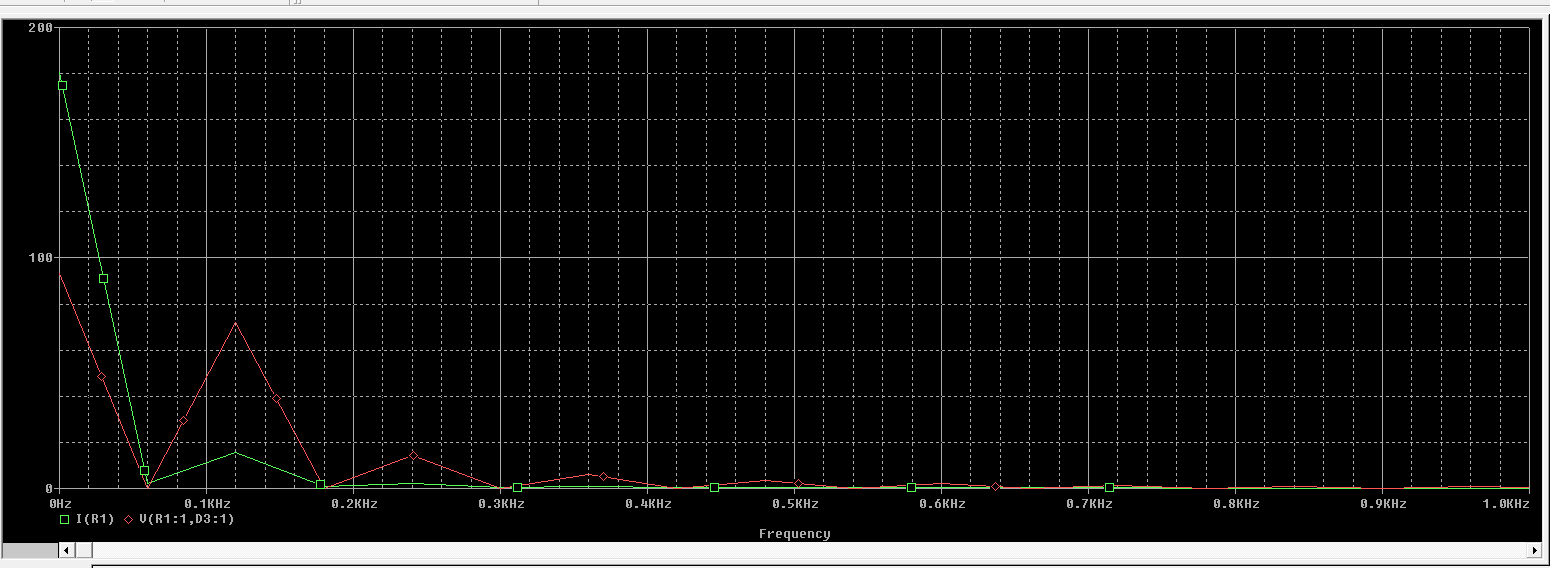 200
100
0
0Hz 0.1KHz 0.2KHz 0.3KHz 0.4KHz 0.5KHz 0.6KHz 0.7KHz 0.8KHz 0.9KHz 1.0KHz
I(R1) V(R1:1,D3:1)
Frequency